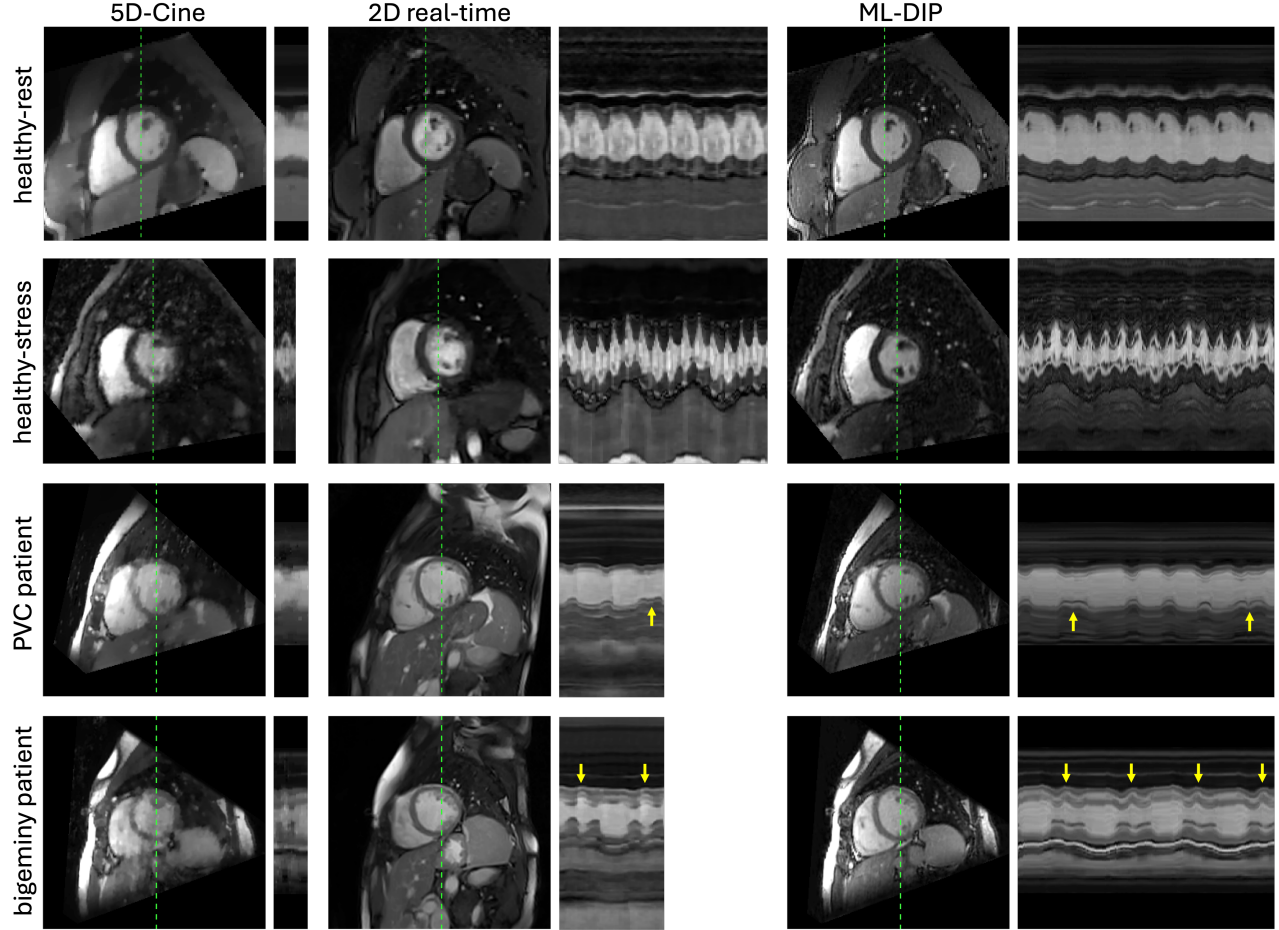 5D-Cine
2D real-time
ML-DIP
healthy-rest
healthy-stress
PVC patient
bigeminy patient